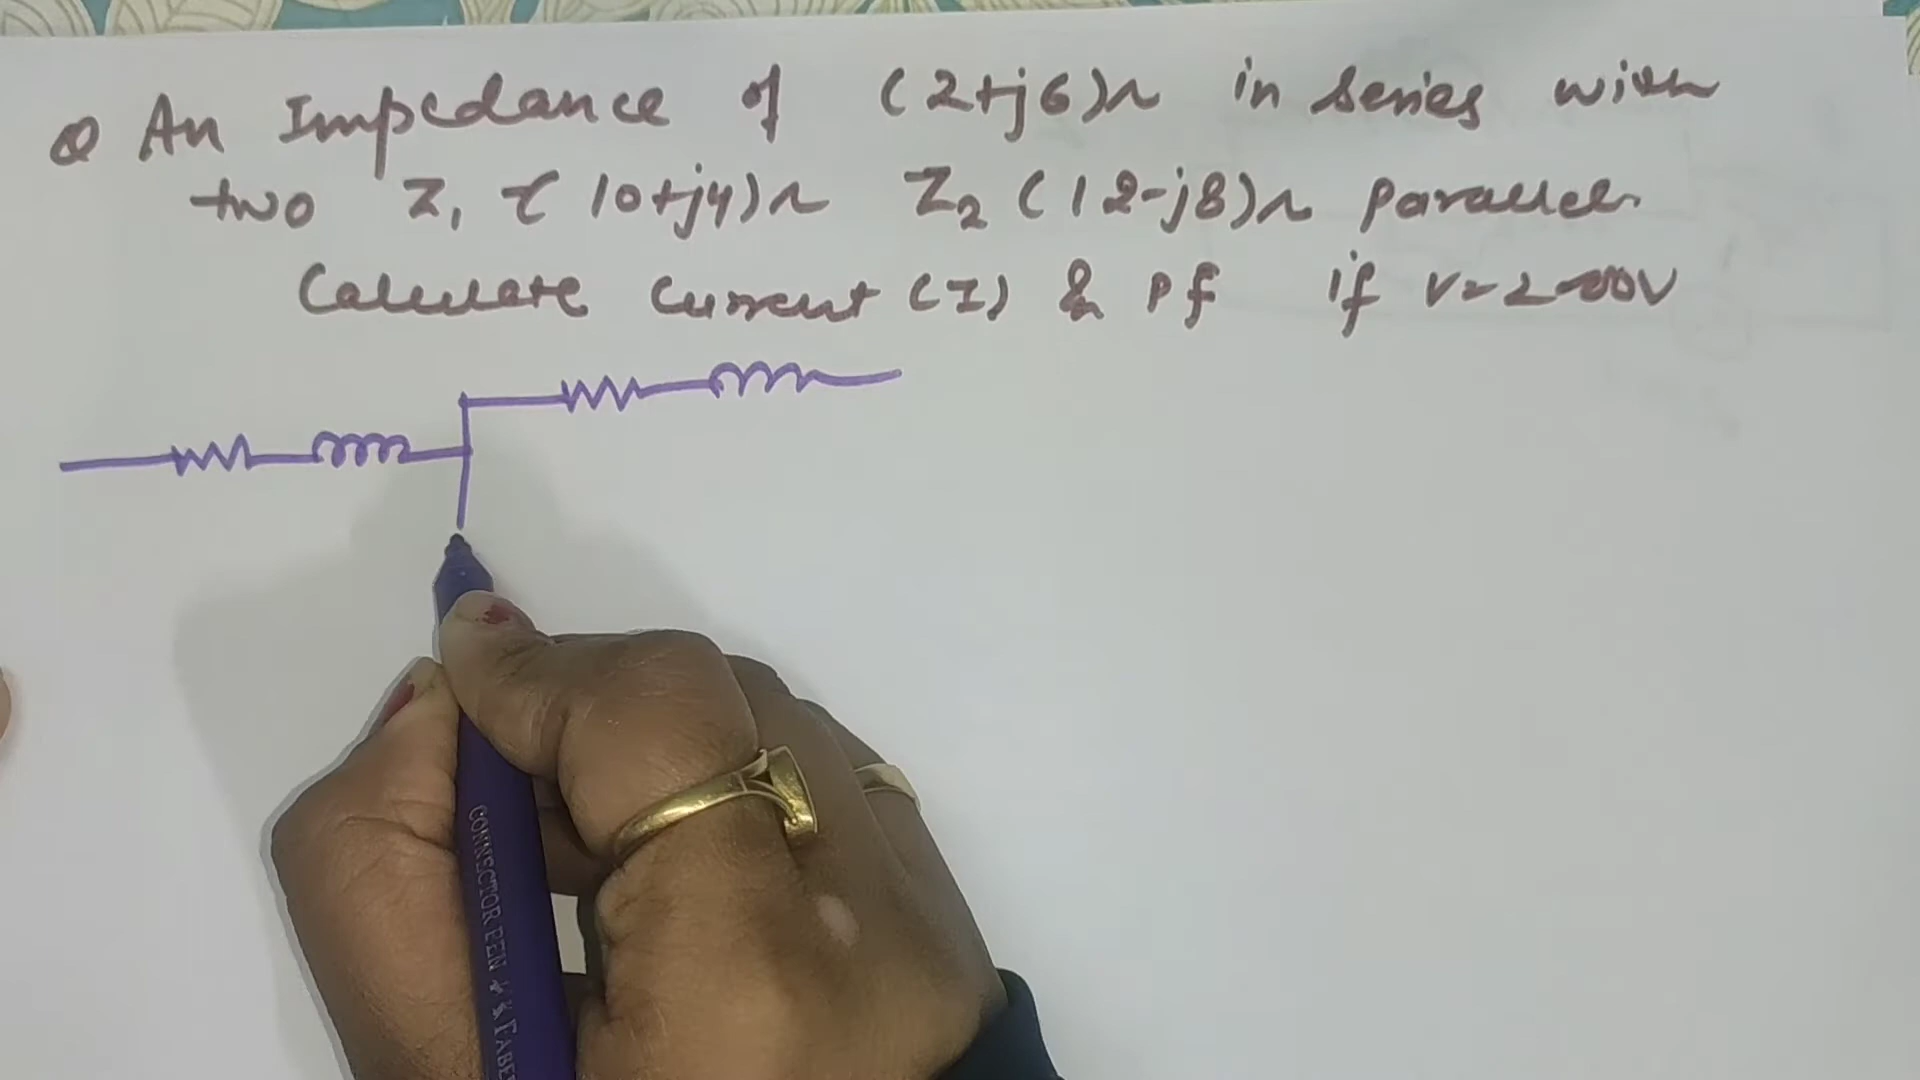 Q An Impedance of (2+j6)Ω in series with
two Z₁ (10+j4)Ω Z₂ (12-j8)Ω parallel.
Calculate Current (I) & Pf if V=200V
CONNECTOR PEN